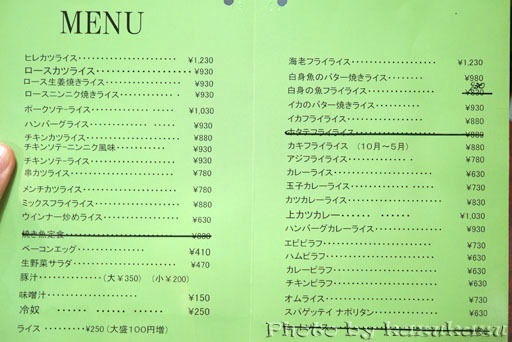 MENU
ヒレカツライス ¥1,230
ロースカツライス ¥930
ロース生姜焼きライス ¥930
ロースニンニク焼きライス ¥930
ポークソテーライス ¥1,030
ハンバーグライス ¥930
チキンカツライス ¥880
チキンソテーニンニク風味 ¥930
チキンソテーライス ¥930
串カツライス ¥780
メンチカツライス ¥780
ミックスフライライス ¥880
ウインナー炒めライス ¥630
焼き魚定食 ¥880
ベーコンエッグ ¥410
生野菜サラダ ¥470
豚汁 (大¥350) (小¥200)
味噌汁 ¥150
冷奴 ¥250
ライス ¥250 (大盛100円増)
海老フライライス ¥1,230
白身魚のバター焼きライス ¥980
白身の魚フライライス
イカのバター焼きライス ¥930
イカフライライス ¥880
ホタテフライライス ¥880
カキフライライス (10月~5月) ¥880
アジフライライス ¥780
カレーライス ¥630
玉子カレーライス ¥730
カツカレーライス ¥830
上カツカレー ¥1,030
ハンバーグカレーライス ¥930
エビピラフ ¥730
ハムピラフ ¥630
カレーピラフ ¥630
チキンピラフ ¥630
オムライス ¥730
スパゲッティ ナポリタン ¥630
Photo by